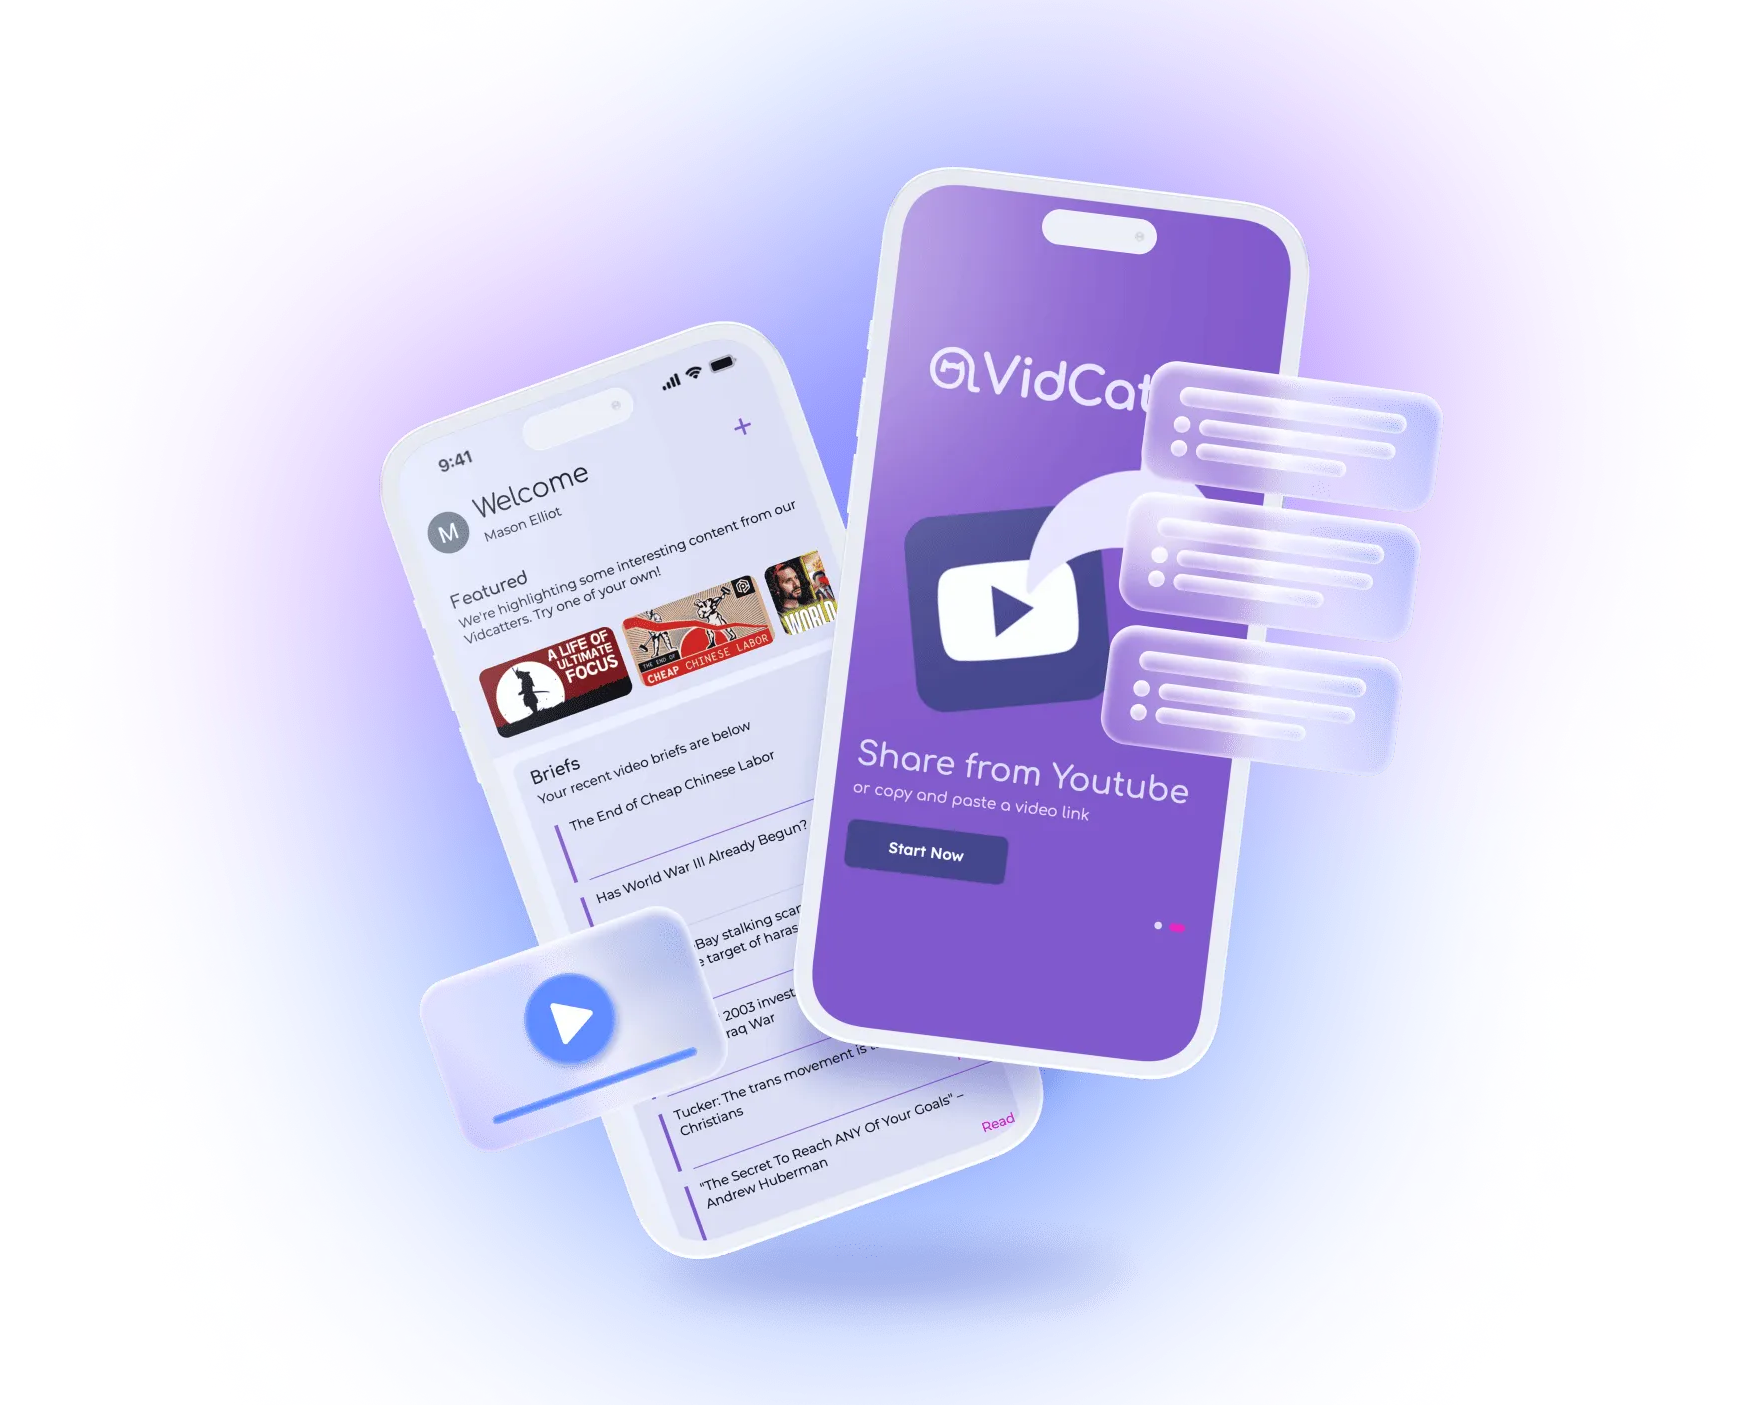 9:41
M
Welcome
Mason Elliot
Featured
We're highlighting some interesting content from our
Vidcatters. Try one of your own!
A LIFE OF
ULTIMATE
FOCUS
THE END OF
CHEAP CHINESE LABOR
WORLD
Briefs
Your recent video briefs are below
The End of Cheap Chinese Labor
Has World War III Already Begun?
Bay stalking
target of
2003
War
Tucker: The trans movement is
Christians
"The Secret To Reach ANY Of Your Goals" –
Andrew Huberman
Read
VidCat
Share from Youtube
or copy and paste a video link
Start Now